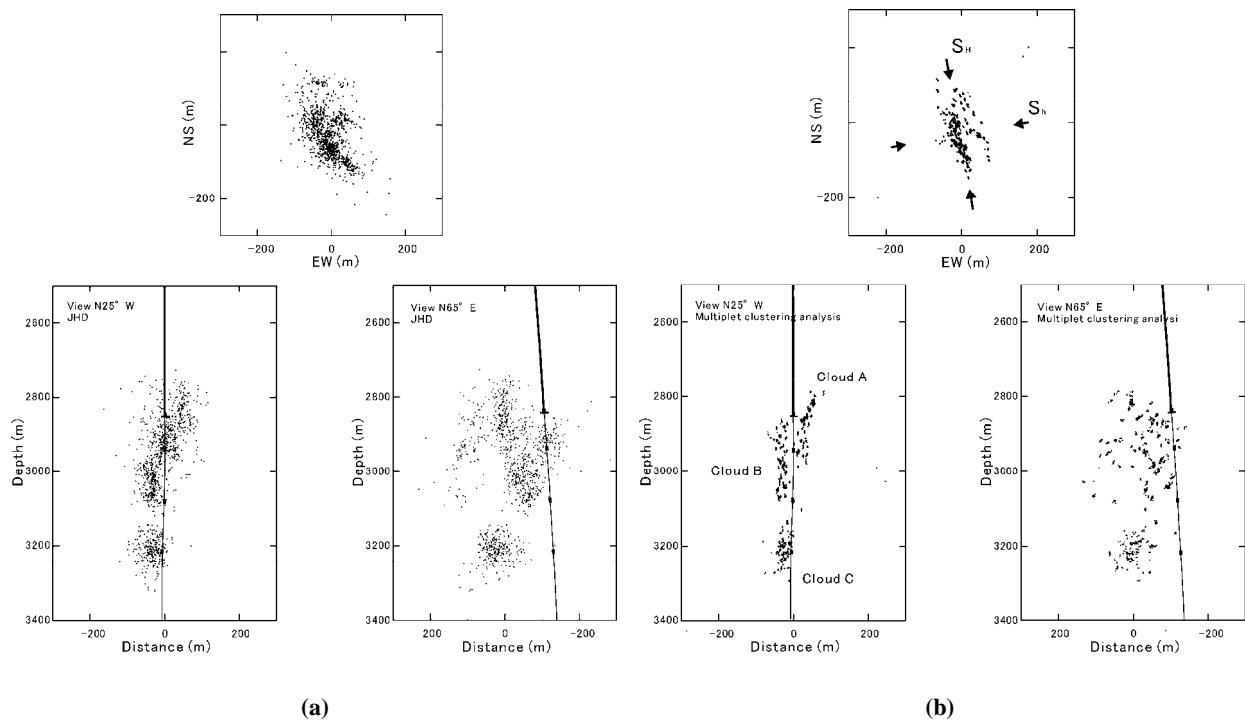 NS (m)
-200
-200 0 200
EW (m)
S_H
S_h
NS (m)
-200
-200 0 200
EW (m)
View N25° W
JHD
2600
2800
3000
3200
3400
Depth (m)
-200 0 200
Distance (m)
View N65° E
JHD
2600
2800
3000
3200
3400
Depth (m)
200 0 -200
Distance (m)
View N25° W
Multiplet clustering analysis
Cloud A
Cloud B
Cloud C
2600
2800
3000
3200
3400
Depth (m)
-200 0 200
Distance (m)
View N65° E
Multiplet clustering analysi
2600
2800
3000
3200
3400
Depth (m)
200 0 -200
Distance (m)
(a)
(b)